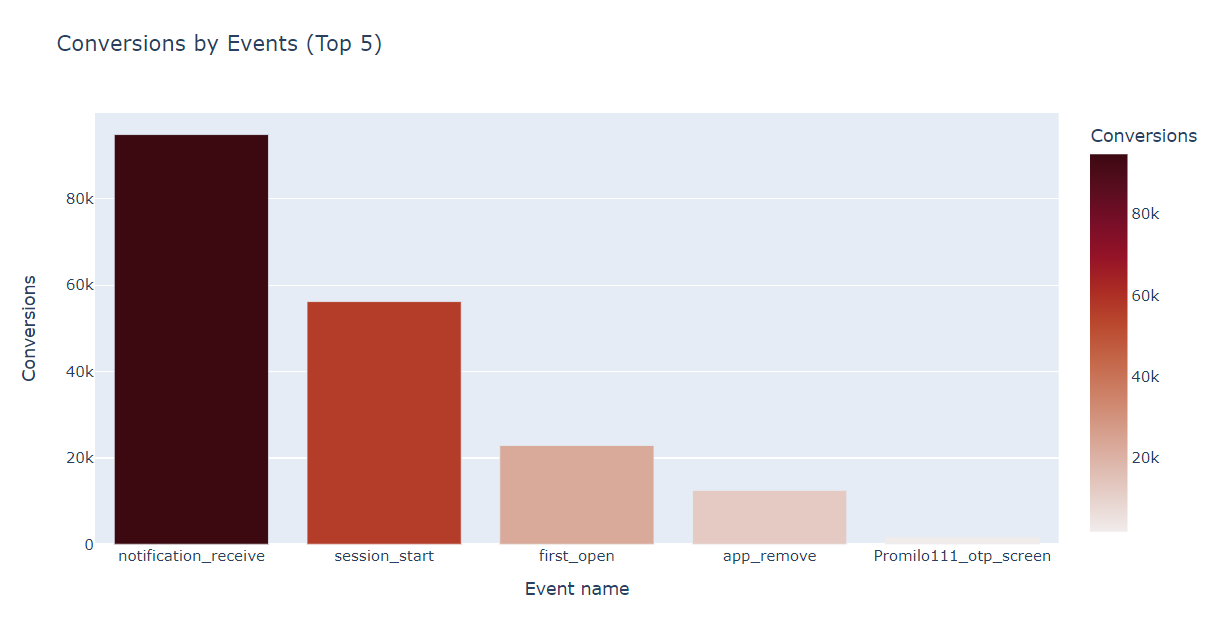 Conversions by Events (Top 5)
Conversions
80k
60k
40k
20k
0
notification_receive
session_start
first_open
app_remove
Promilo111_otp_screen
Event name
Conversions
80k
60k
40k
20k